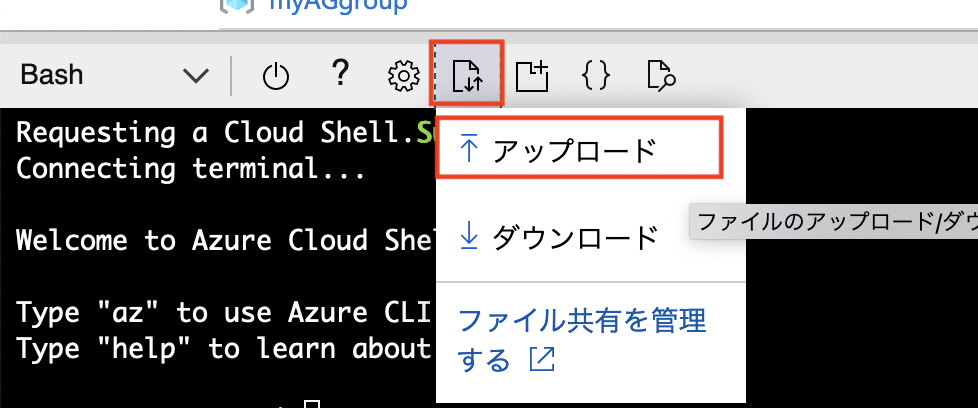 myAGgroup
Bash
?
{ }
Requesting a Cloud Shell.
Connecting terminal...
アップロード
ファイルのアップロード/ダウ
Welcome to Azure Cloud She
ダウンロード
Type "az" to use Azure CLI
Type "help" to learn about
ファイル共有を管理
する